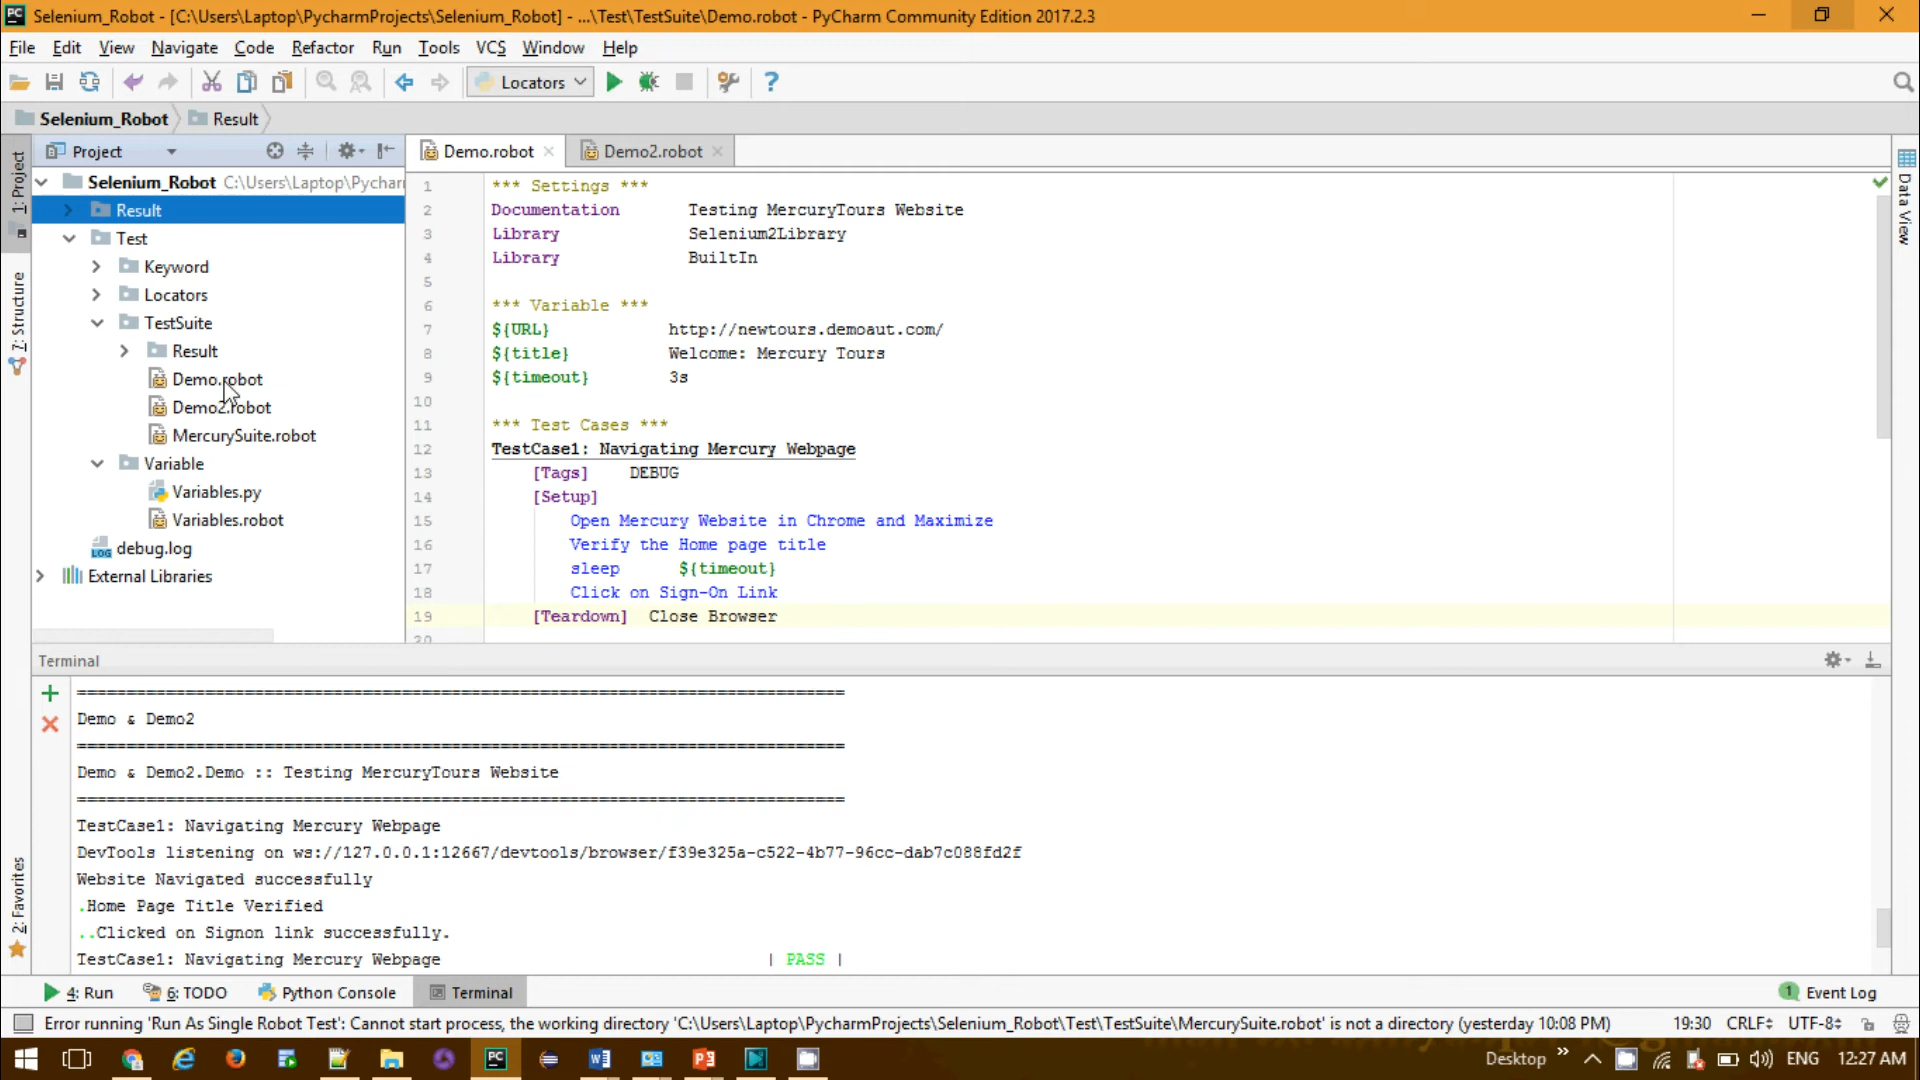 Selenium_Robot - [C:\Users\Laptop\PycharmProjects\Selenium_Robot] - ...\Test\TestSuite\Demo.robot - PyCharm Community Edition 2017.2.3
File Edit View Navigate Code Refactor Run Tools VCS Window Help
Locators
Selenium_Robot Result
Project
Demo.robot
Demo2.robot
1: Project
7: Structure
2: Favorites
Selenium_Robot C:\Users\Laptop\Pychar
Result
Test
Keyword
Locators
TestSuite
Result
Demo.robot
Demo2.robot
MercurySuite.robot
Variable
Variables.py
Variables.robot
debug.log
External Libraries
1 *** Settings ***
2 Documentation Testing MercuryTours Website
3 Library Selenium2Library
4 Library BuiltIn
5
6 *** Variable ***
7 ${URL} http://newtours.demoaut.com/
8 ${title} Welcome: Mercury Tours
9 ${timeout} 3s
10
11 *** Test Cases ***
12 TestCase1: Navigating Mercury Webpage
13 [Tags] DEBUG
14 [Setup]
15 Open Mercury Website in Chrome and Maximize
16 Verify the Home page title
17 sleep ${timeout}
18 Click on Sign-On Link
19 [Teardown] Close Browser
20
Data View
Terminal
==============================================================================
Demo & Demo2
==============================================================================
Demo & Demo2.Demo :: Testing MercuryTours Website
==============================================================================
TestCase1: Navigating Mercury Webpage
DevTools listening on ws://127.0.0.1:12667/devtools/browser/f39e325a-c522-4b77-96cc-dab7c088fd2f
Website Navigated successfully
.Home Page Title Verified
..Clicked on Signon link successfully.
TestCase1: Navigating Mercury Webpage | PASS |
4: Run 6: TODO Python Console Terminal 1 Event Log
Error running 'Run As Single Robot Test': Cannot start process, the working directory 'C:\Users\Laptop\PycharmProjects\Selenium_Robot\Test\TestSuite\MercurySuite.robot' is not a directory (yesterday 10:08 PM) 19:30 CRLF UTF-8
Desktop ENG 12:27 AM